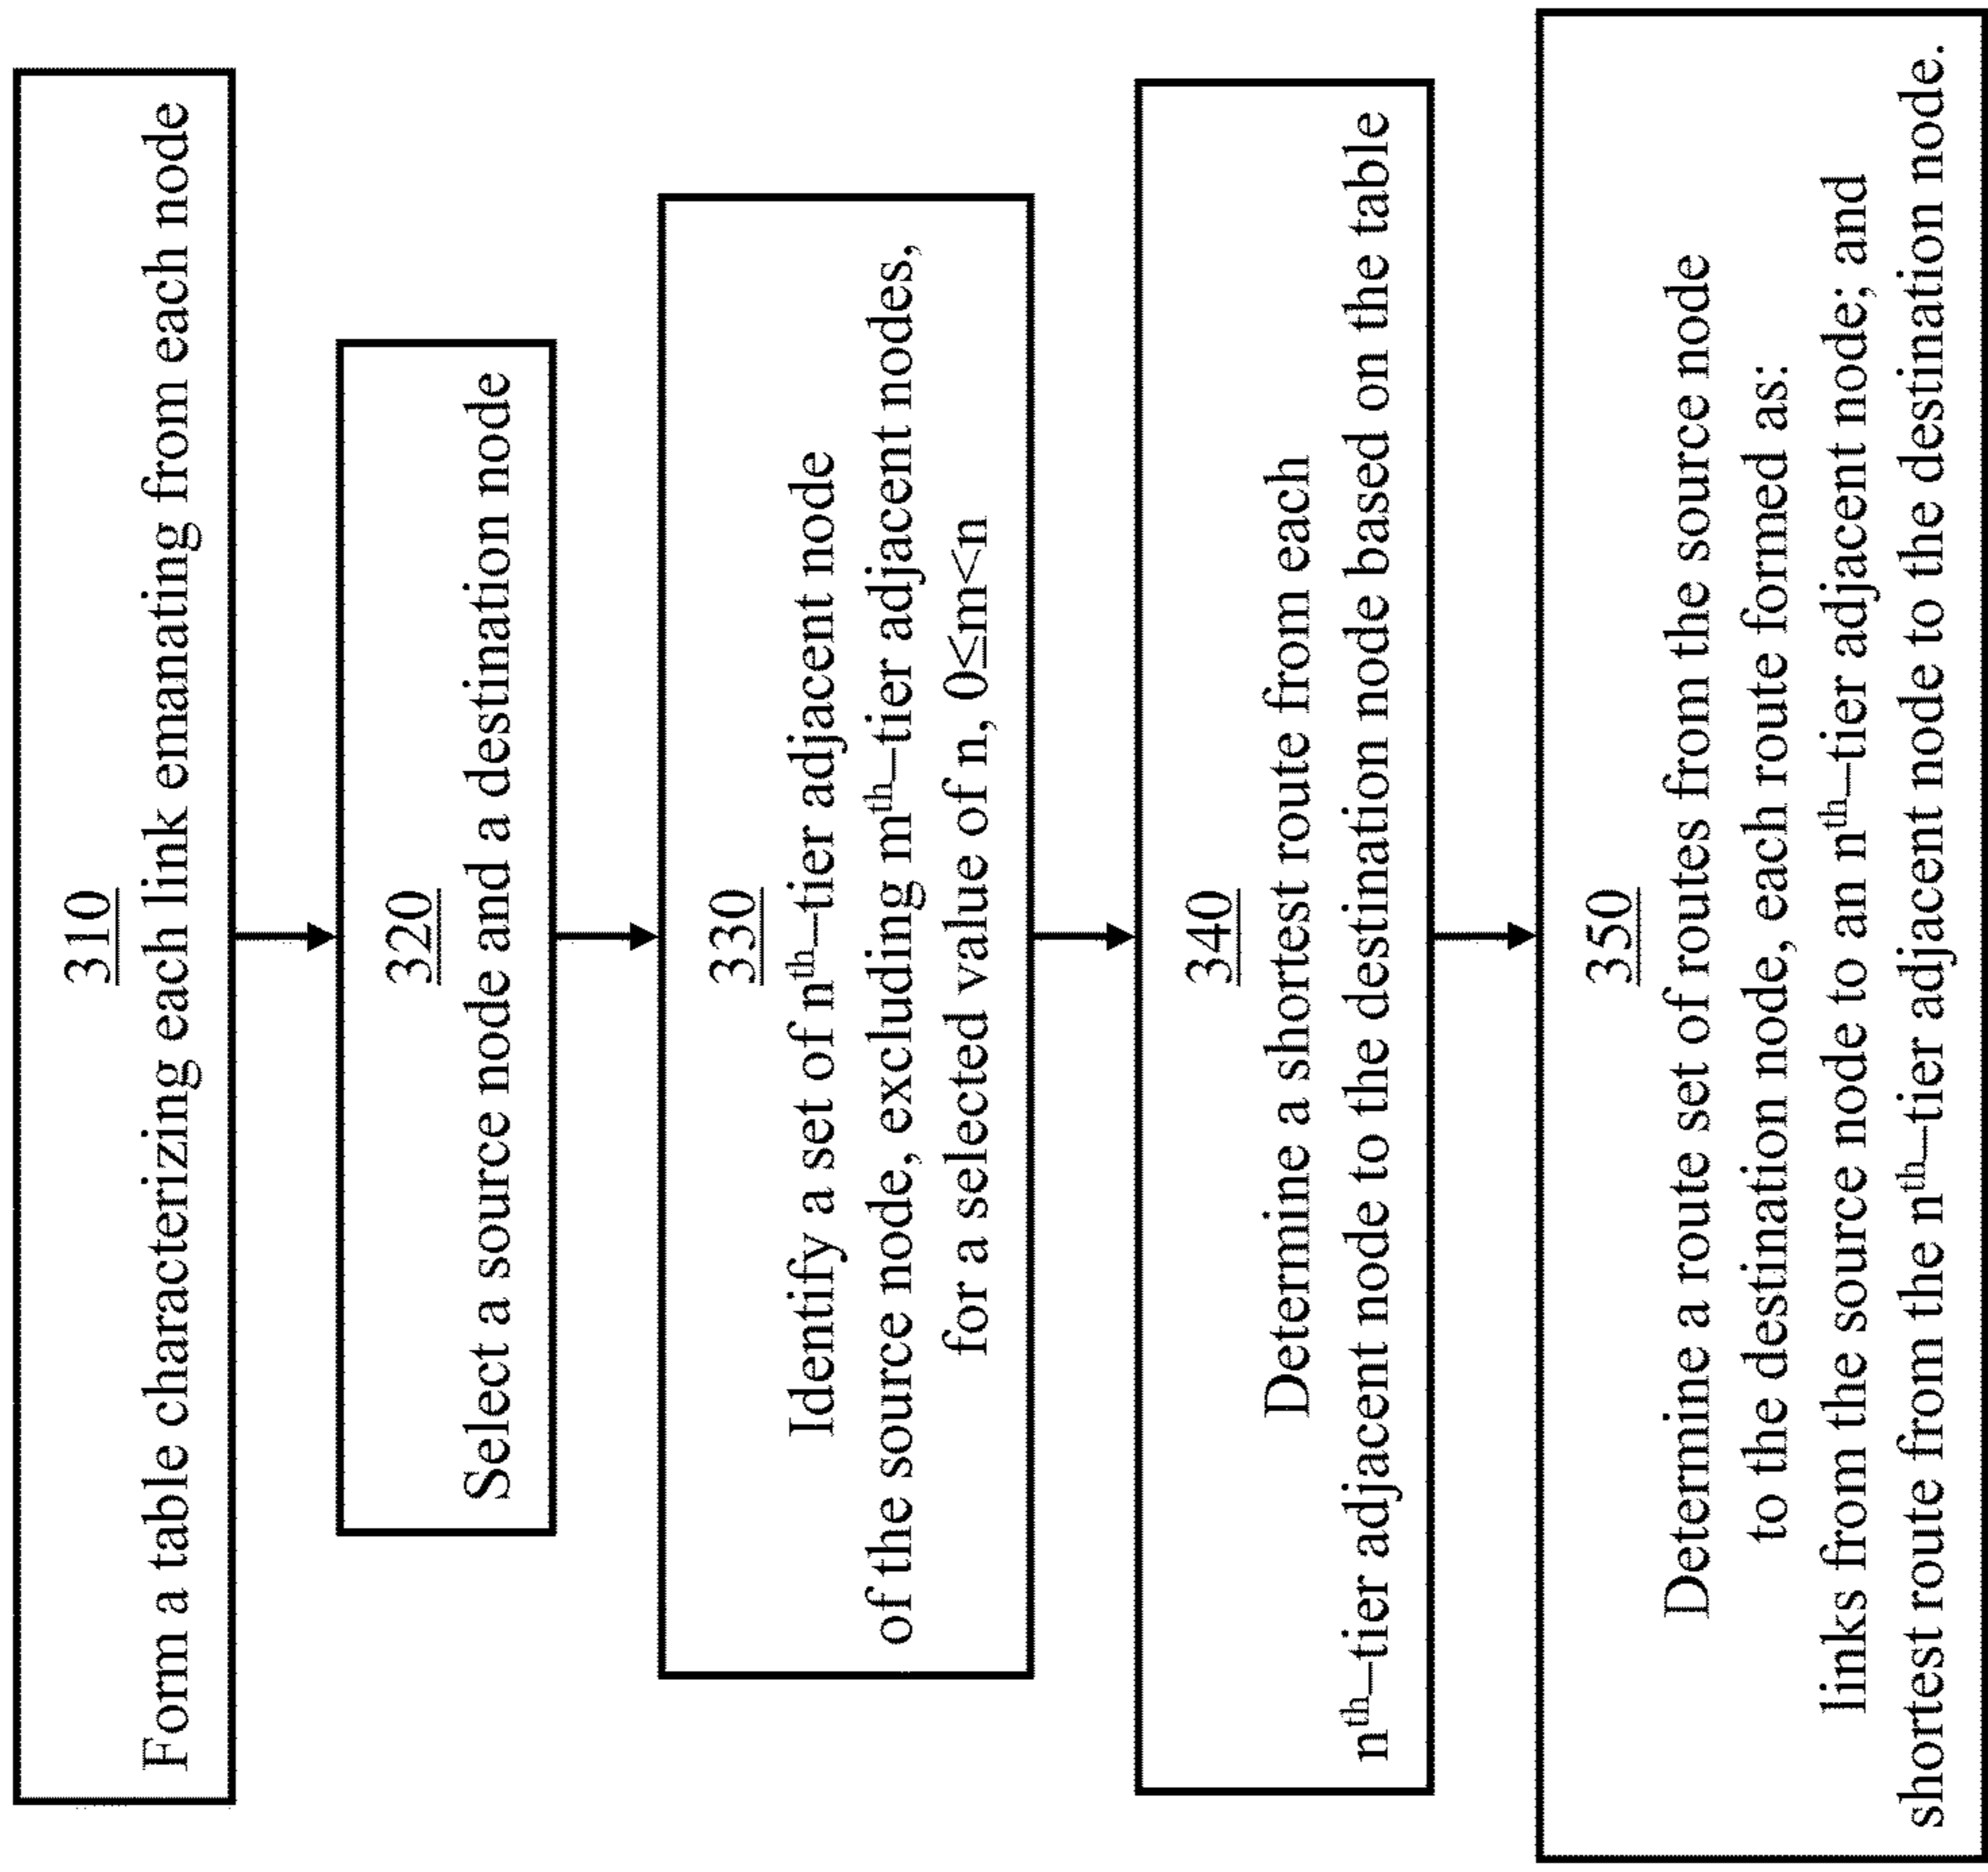 310
Form a table characterizing each link emanating from each node
320
Select a source node and a destination node
330
Identify a set of nth–tier adjacent node
of the source node, excluding mth–tier adjacent nodes,
for a selected value of n, 0≤m<n
340
Determine a shortest route from each
nth–tier adjacent node to the destination node based on the table
350
Determine a route set of routes from the source node
to the destination node, each route formed as:
links from the source node to an nth–tier adjacent node; and
shortest route from the nth–tier adjacent node to the destination node.